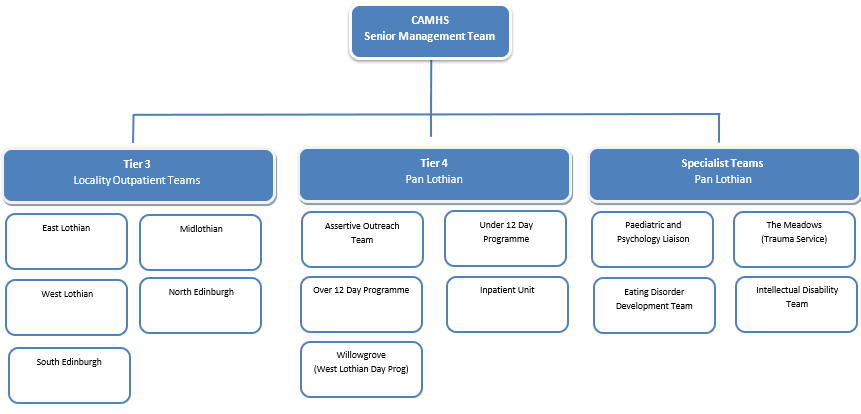 CAMHS
Senior Management Team
Tier 3
Locality Outpatient Teams
East Lothian
Midlothian
West Lothian
North Edinburgh
South Edinburgh
Tier 4
Pan Lothian
Assertive Outreach
Team
Under 12 Day
Programme
Over 12 Day Programme
Inpatient Unit
Willowgrove
(West Lothian Day Prog)
Specialist Teams
Pan Lothian
Paediatric and
Psychology Liaison
The Meadows
(Trauma Service)
Eating Disorder
Development Team
Intellectual Disability
Team